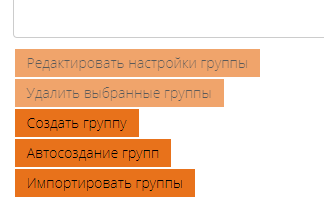 Редактировать настройки группы
Удалить выбранные группы
Создать группу
Автосоздание групп
Импортировать группы